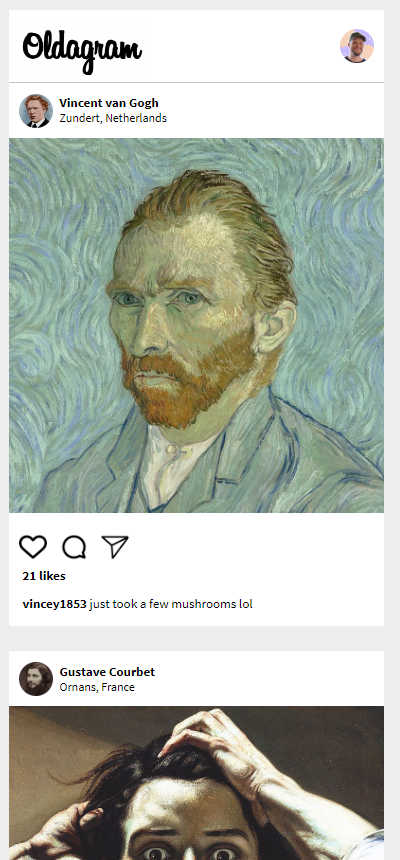 Oldagram
Vincent van Gogh
Zundert, Netherlands
21 likes
vincey1853 just took a few mushrooms lol
Gustave Courbet
Ornans, France